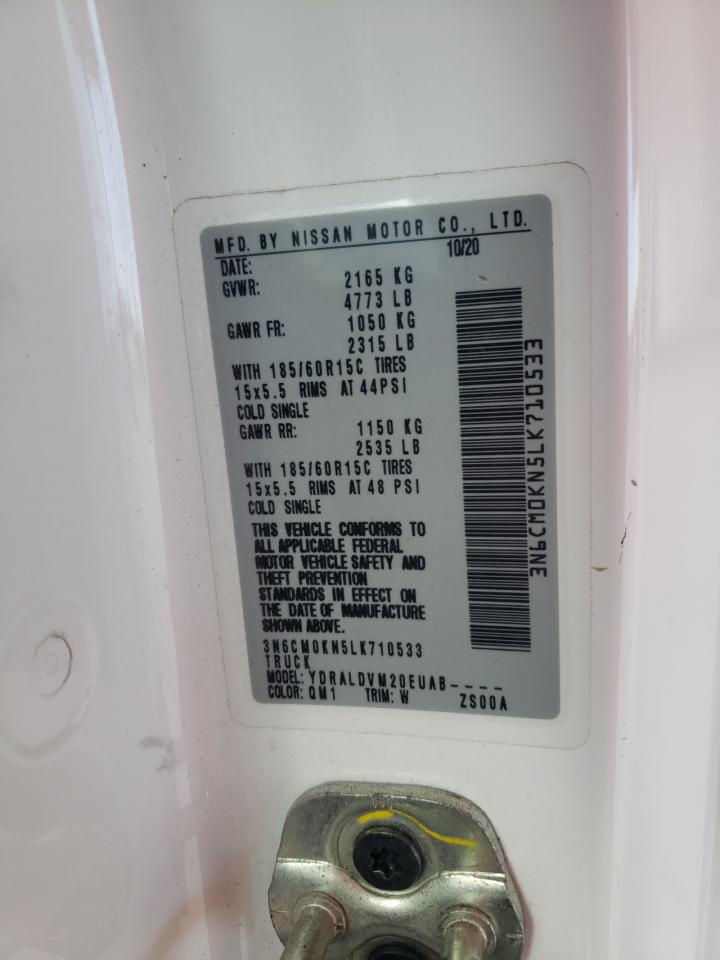 MFD. BY NISSAN MOTOR CO., LTD.
DATE: 10/20
GVWR: 2165 KG
4773 LB
GAWR FR: 1050 KG
2315 LB
WITH 185/60R15C TIRES
15x5.5 RIMS AT 44PSI
COLD SINGLE
GAWR RR: 1150 KG
2535 LB
WITH 185/60R15C TIRES
15x5.5 RIMS AT 48 PSI
COLD SINGLE
THIS VEHICLE CONFORMS TO
ALL APPLICABLE FEDERAL
MOTOR VEHICLE SAFETY AND
THEFT PREVENTION
STANDARDS IN EFFECT ON
THE DATE OF MANUFACTURE
SHOWN ABOVE.
3N6CM0KN5LK710533
TRUCK
MODEL: YDRALDVM20EUAB----
COLOR: QM1 TRIM: W ZS00A
3N6CM0KN5LK710533